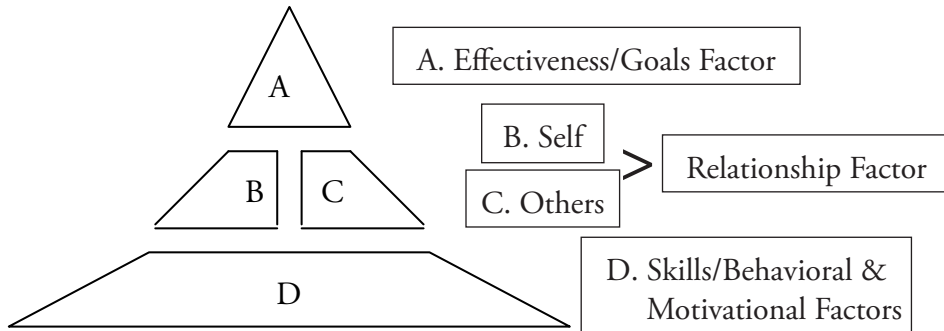 A
A. Effectiveness/Goals Factor
B
C
B. Self
C. Others
>
Relationship Factor
D
D. Skills/Behavioral &
Motivational Factors